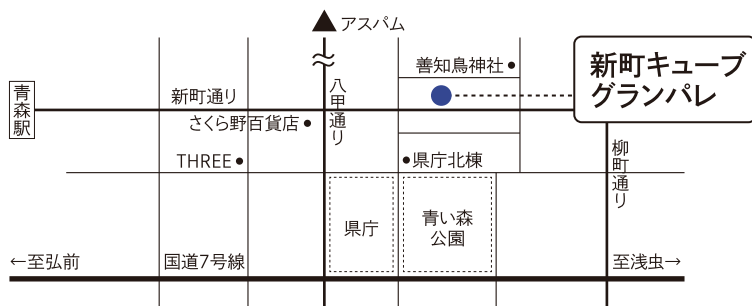 アスパム
善知鳥神社
新町キューブ
グランパレ
青森駅
新町通り
八甲通り
さくら野百貨店
THREE
県庁北棟
柳町通り
県庁
青い森
公園
←至弘前
国道7号線
至浅虫→